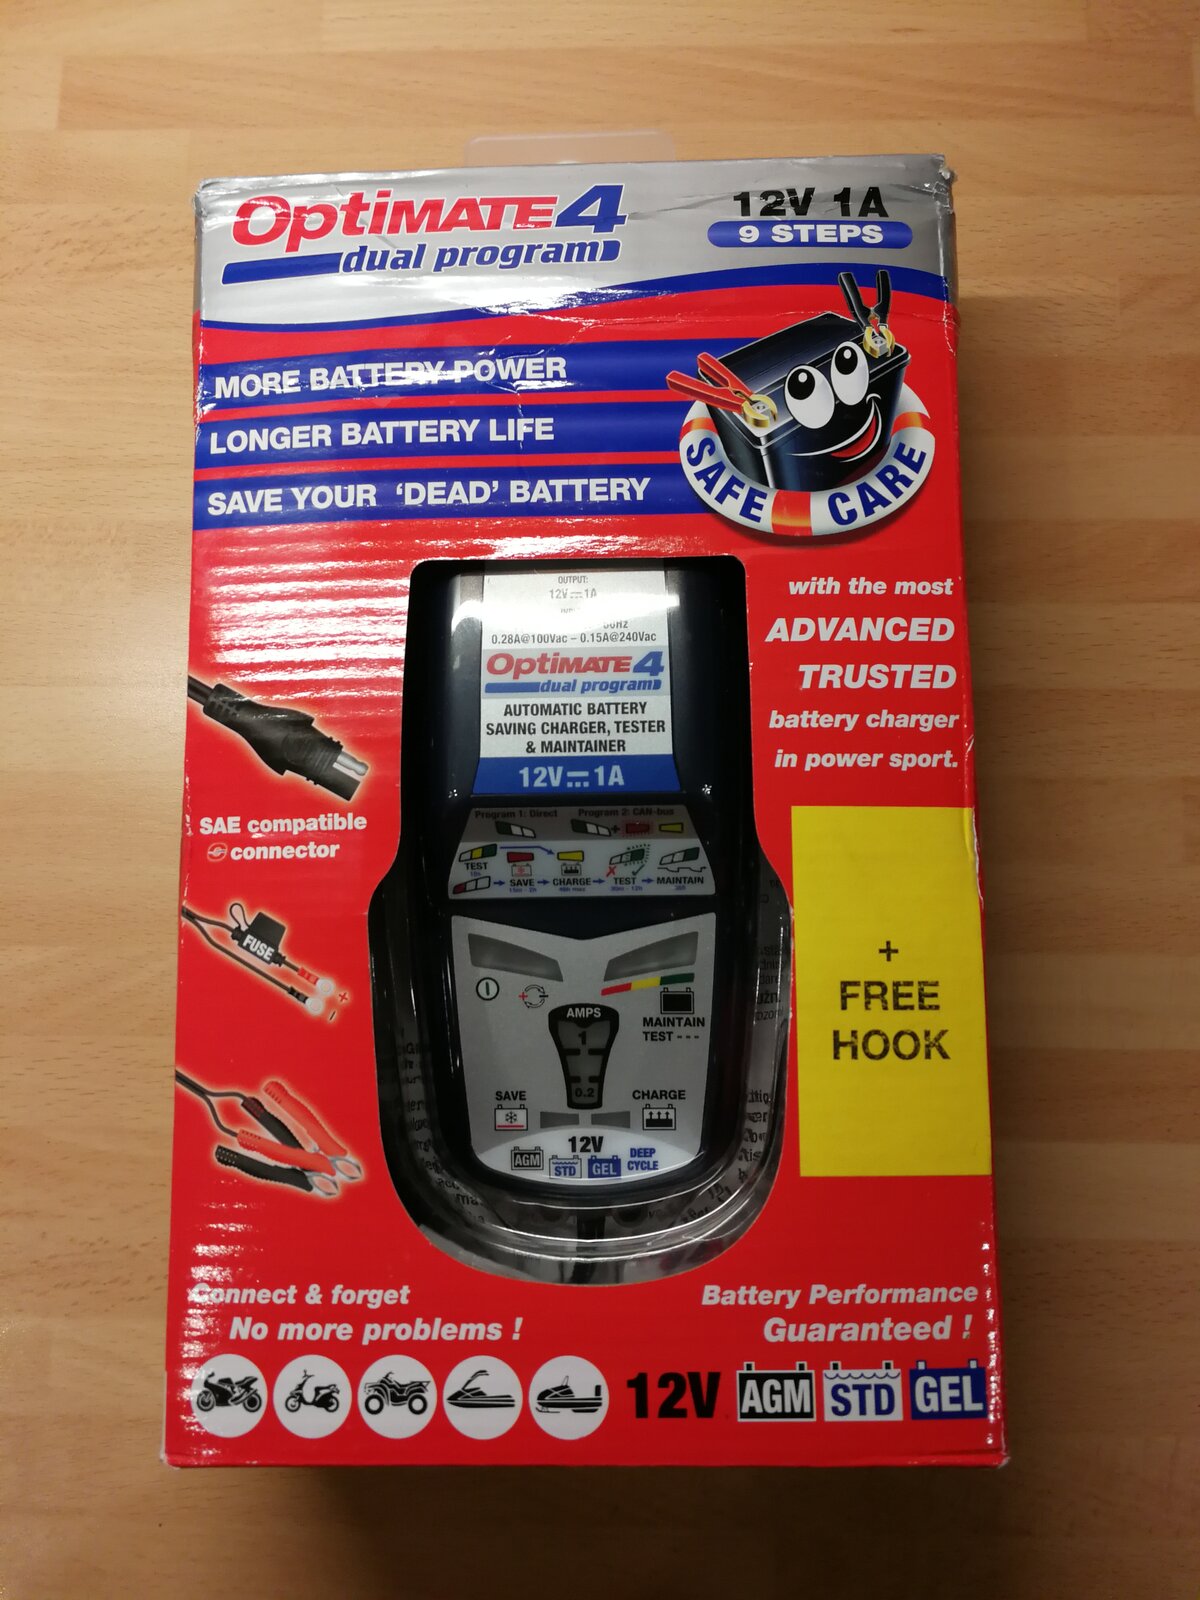 OptiMATE 4
dual program
12V 1A
9 STEPS
MORE BATTERY POWER
LONGER BATTERY LIFE
SAVE YOUR 'DEAD' BATTERY
SAFE CARE
with the most
ADVANCED
TRUSTED
battery charger
in power sport.
OUTPUT:
12V 1A
0.28A@100Vac – 0.15A@240Vac
OptiMATE 4
dual program
AUTOMATIC BATTERY
SAVING CHARGER, TESTER
& MAINTAINER
12V 1A
Program 1: Direct Program 2: CAN-bus
TEST
SAVE CHARGE TEST MAINTAIN
SAE compatible
connector
FUSE
+
FREE
HOOK
AMPS
1
0.2
MAINTAIN
TEST - - -
SAVE
CHARGE
12V
AGM STD GEL DEEP
CYCLE
Connect & forget
No more problems !
Battery Performance
Guaranteed !
12V AGM STD GEL